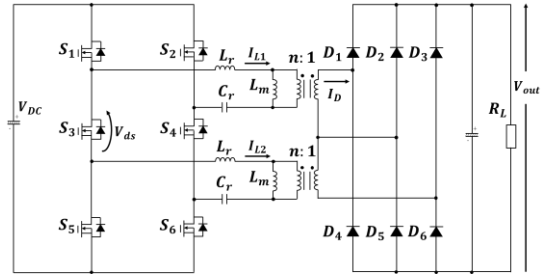 S1 S2 Lr IL1 n:1 D1 D2 D3
VDC Lm ID Vout
Cr RL
S3 Vds S4 Lr IL2 n:1
Lm
Cr
S5 S6 D4 D5 D6